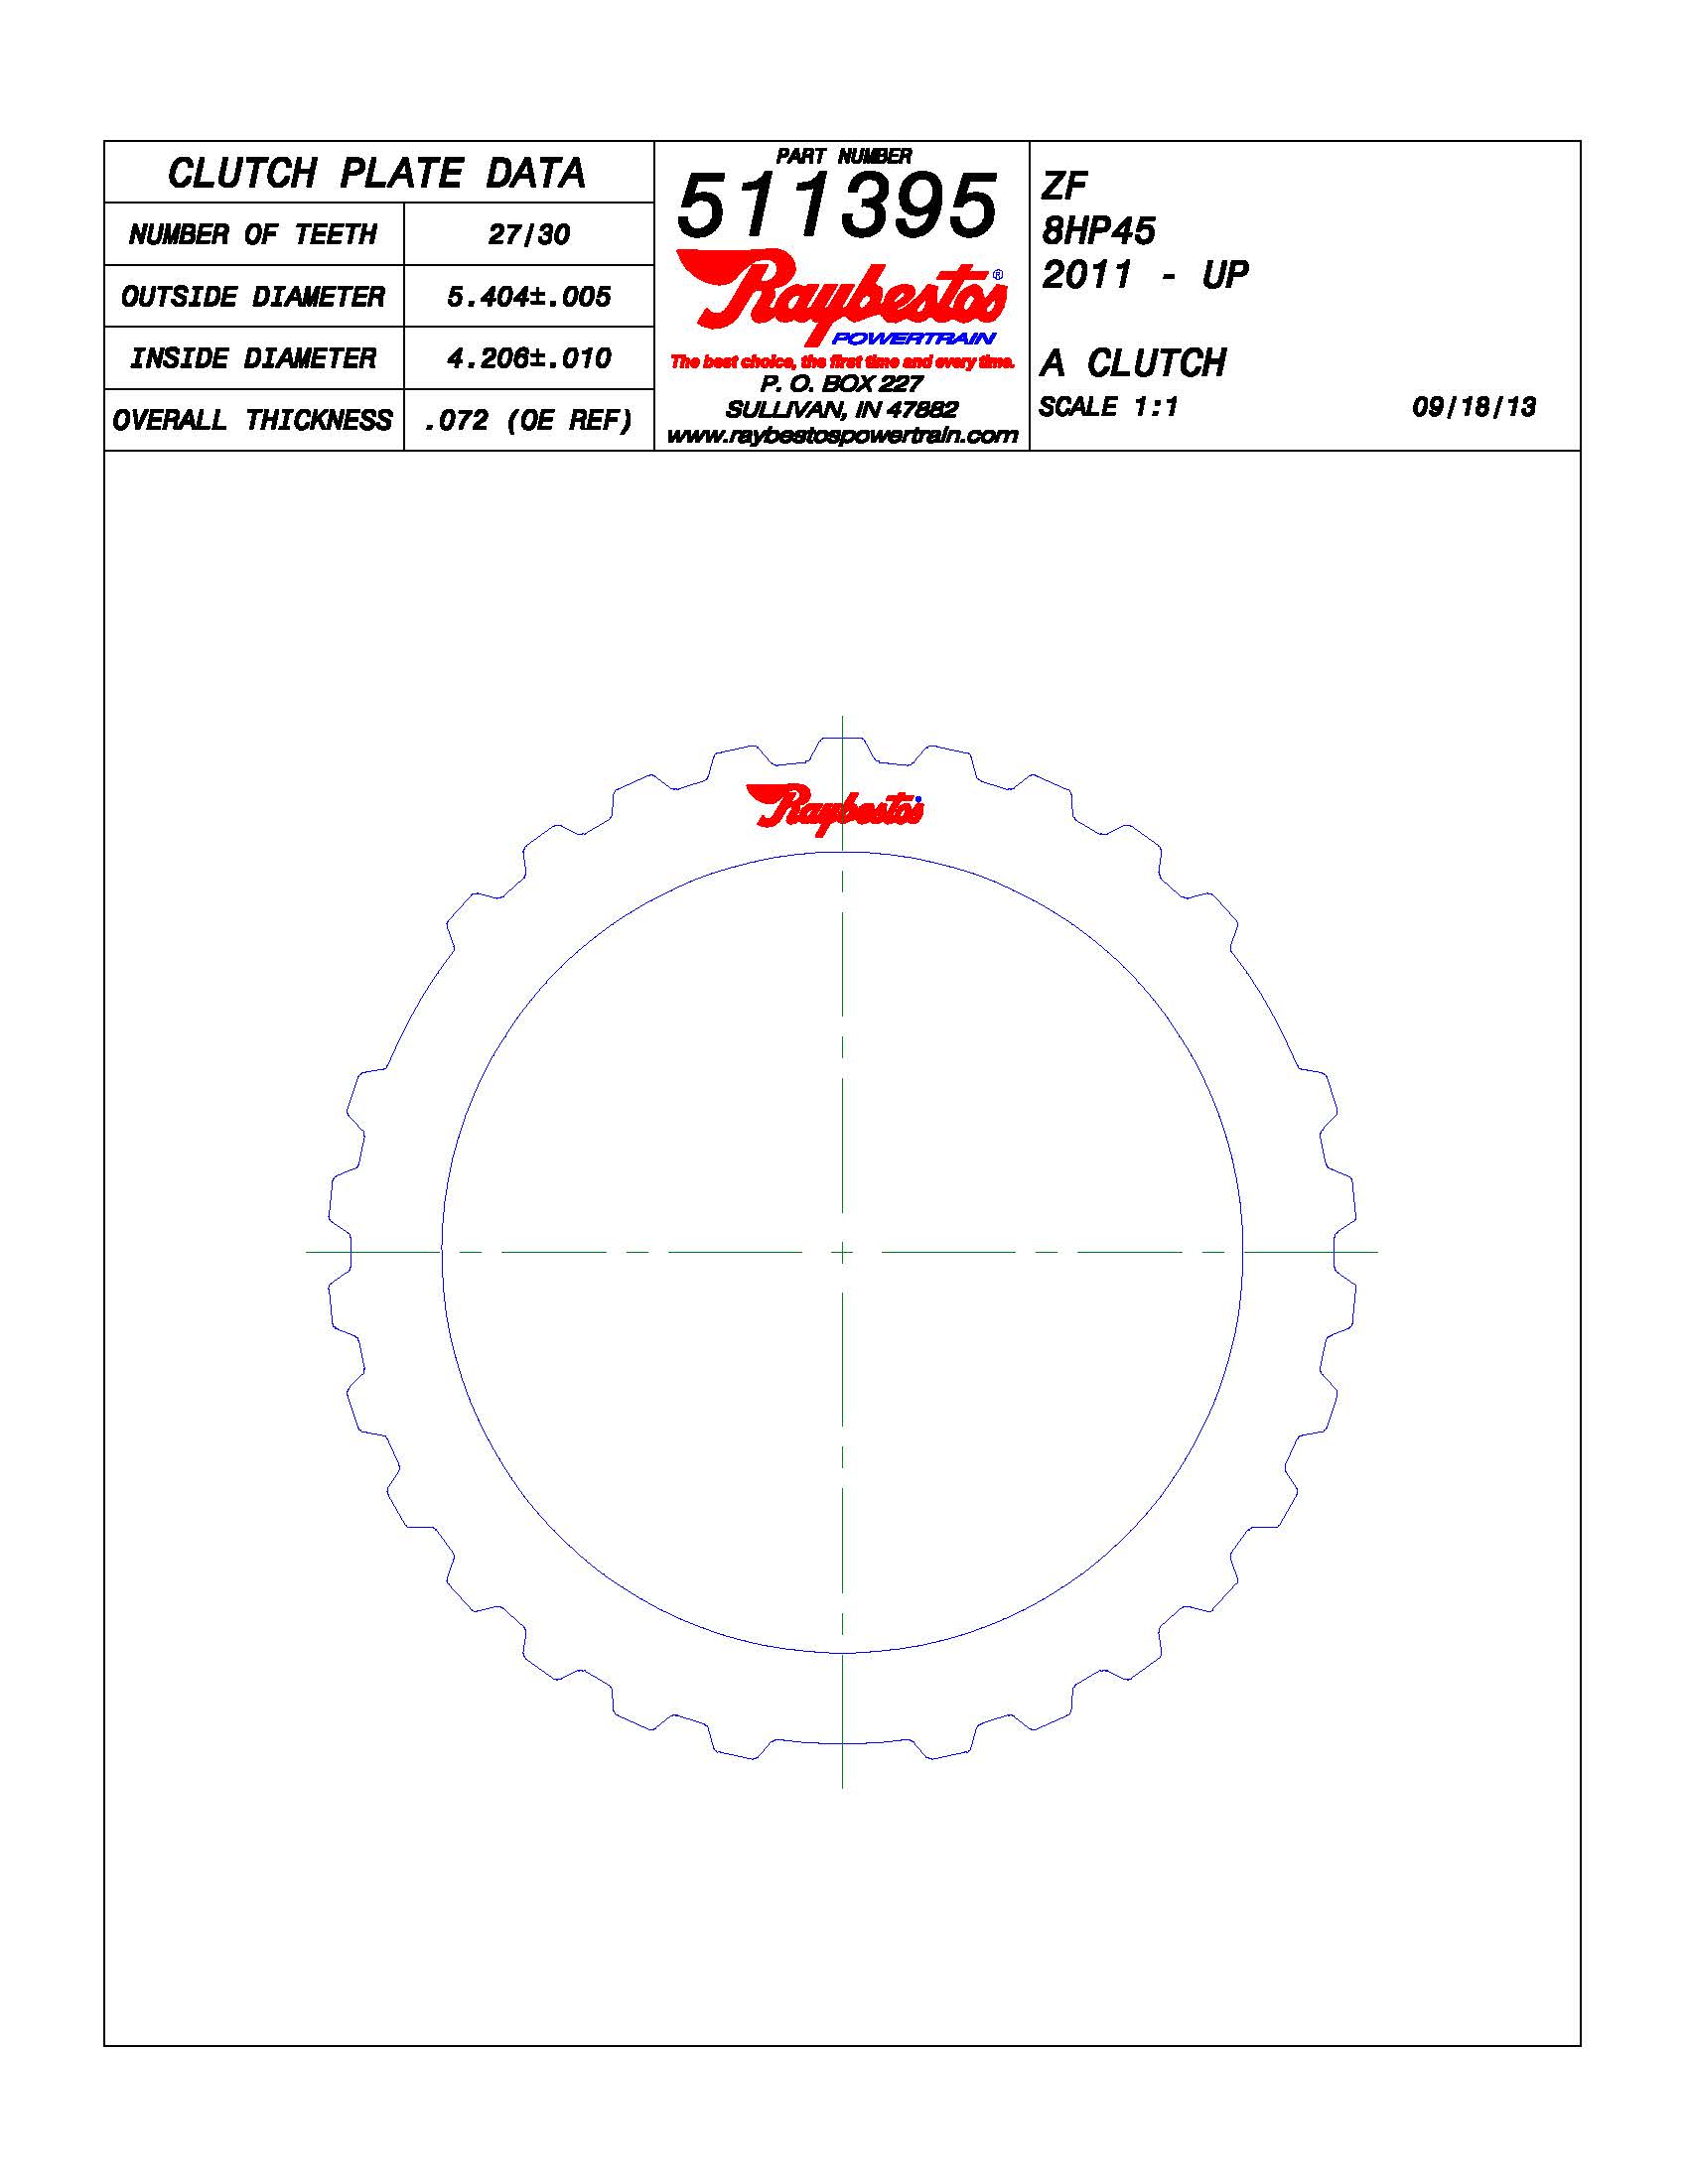 CLUTCH PLATE DATA
NUMBER OF TEETH 27/30
OUTSIDE DIAMETER 5.404±.005
INSIDE DIAMETER 4.206±.010
OVERALL THICKNESS .072 (OE REF)
PART NUMBER
511395
Raybestos®
POWERTRAIN
The best choice, the first time and every time.
P. O. BOX 227
SULLIVAN, IN 47882
www.raybestospowertrain.com
ZF
8HP45
2011 - UP
A CLUTCH
SCALE 1:1 09/18/13
Raybestos